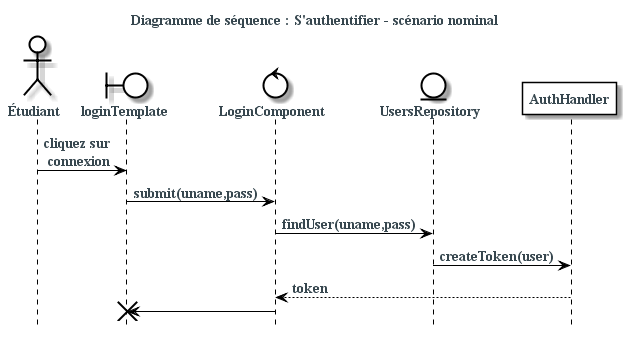 Diagramme de séquence : S'authentifier - scénario nominal
Étudiant
loginTemplate
LoginComponent
UsersRepository
AuthHandler
cliquez sur
connexion
submit(uname,pass)
findUser(uname,pass)
createToken(user)
token